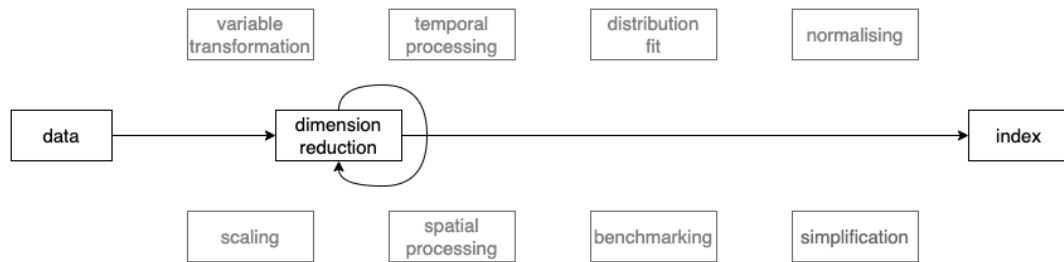 variable
transformation
temporal
processing
distribution
fit
normalising
data
dimension
reduction
index
scaling
spatial
processing
benchmarking
simplification